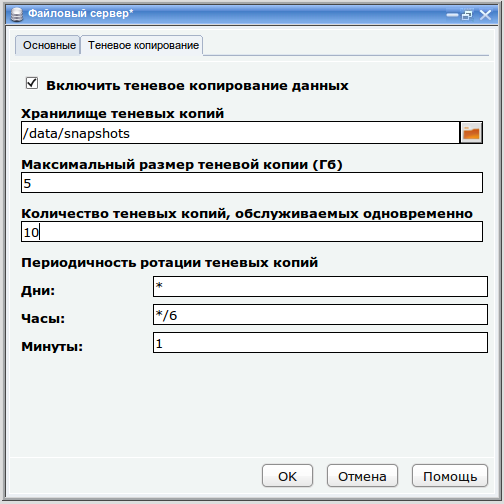 Файловый сервер*
Основные Теневое копирование
Включить теневое копирование данных
Хранилище теневых копий
/data/snapshots
Максимальный размер теневой копии (Гб)
5
Количество теневых копий, обслуживаемых одновременно
10
Периодичность ротации теневых копий
Дни: *
Часы: */6
Минуты: 1
OK Отмена Помощь